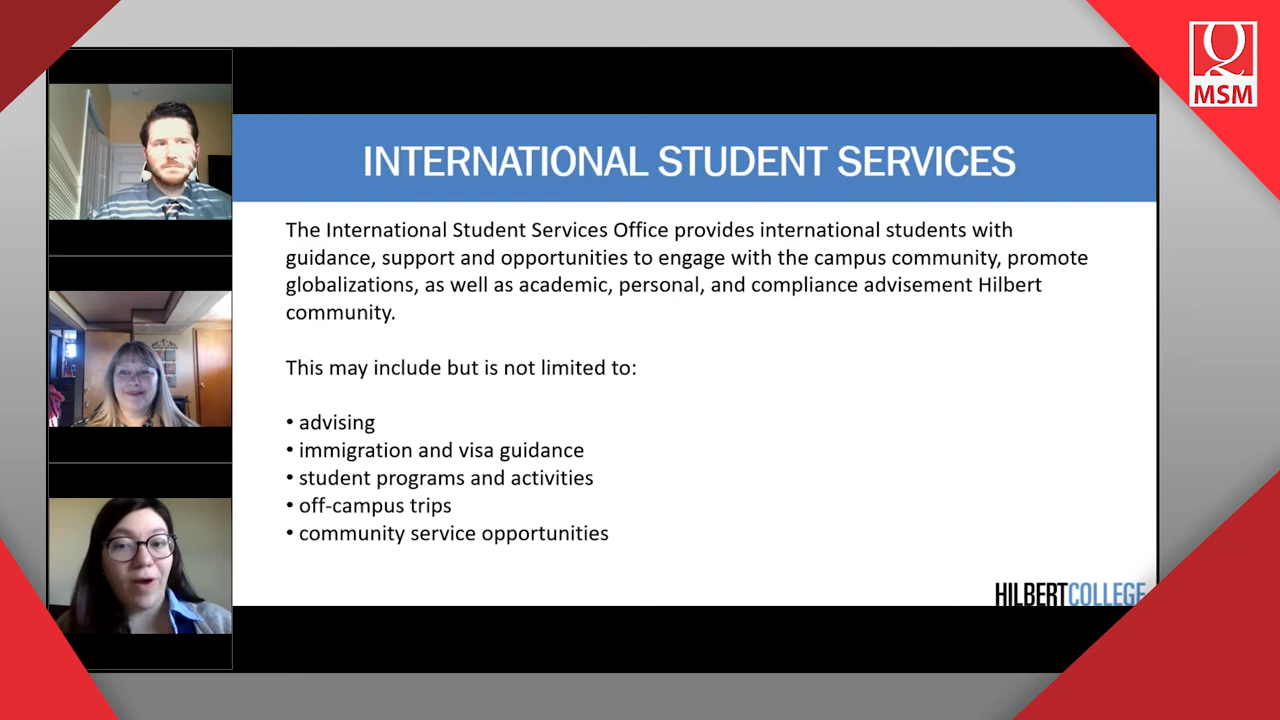 MSM
INTERNATIONAL STUDENT SERVICES
The International Student Services Office provides international students with
guidance, support and opportunities to engage with the campus community, promote
globalizations, as well as academic, personal, and compliance advisement Hilbert
community.
This may include but is not limited to:
• advising
• immigration and visa guidance
• student programs and activities
• off-campus trips
• community service opportunities
HILBERTCOLLEGE